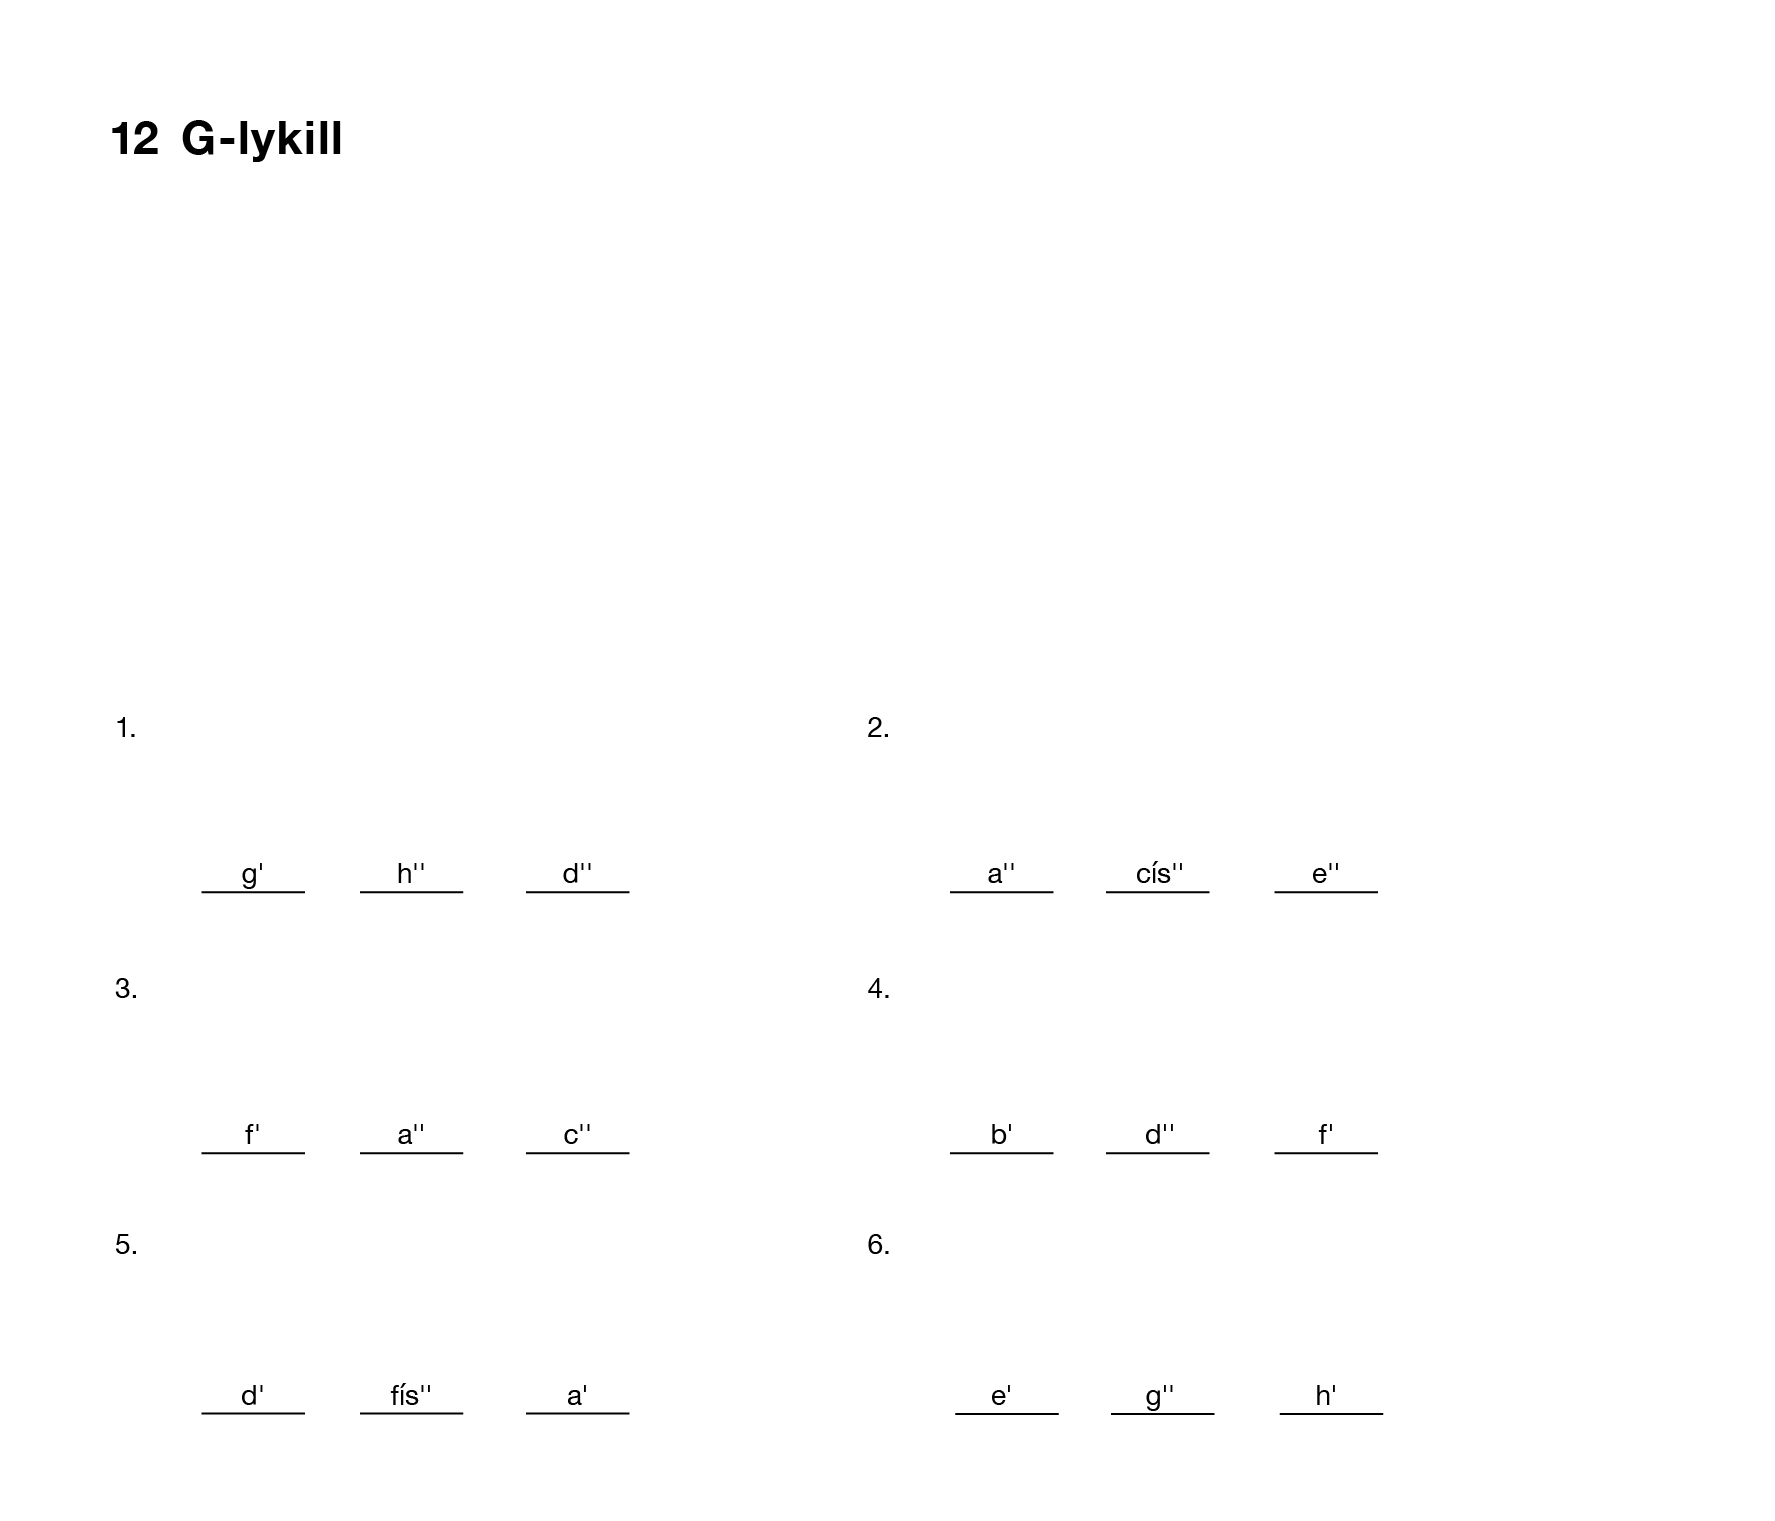 12 G-lykill
1. 2.
g' h'' d'' a'' cís'' e''
3. 4.
f' a'' c'' b' d'' f'
5. 6.
d' fís'' a' e' g'' h'